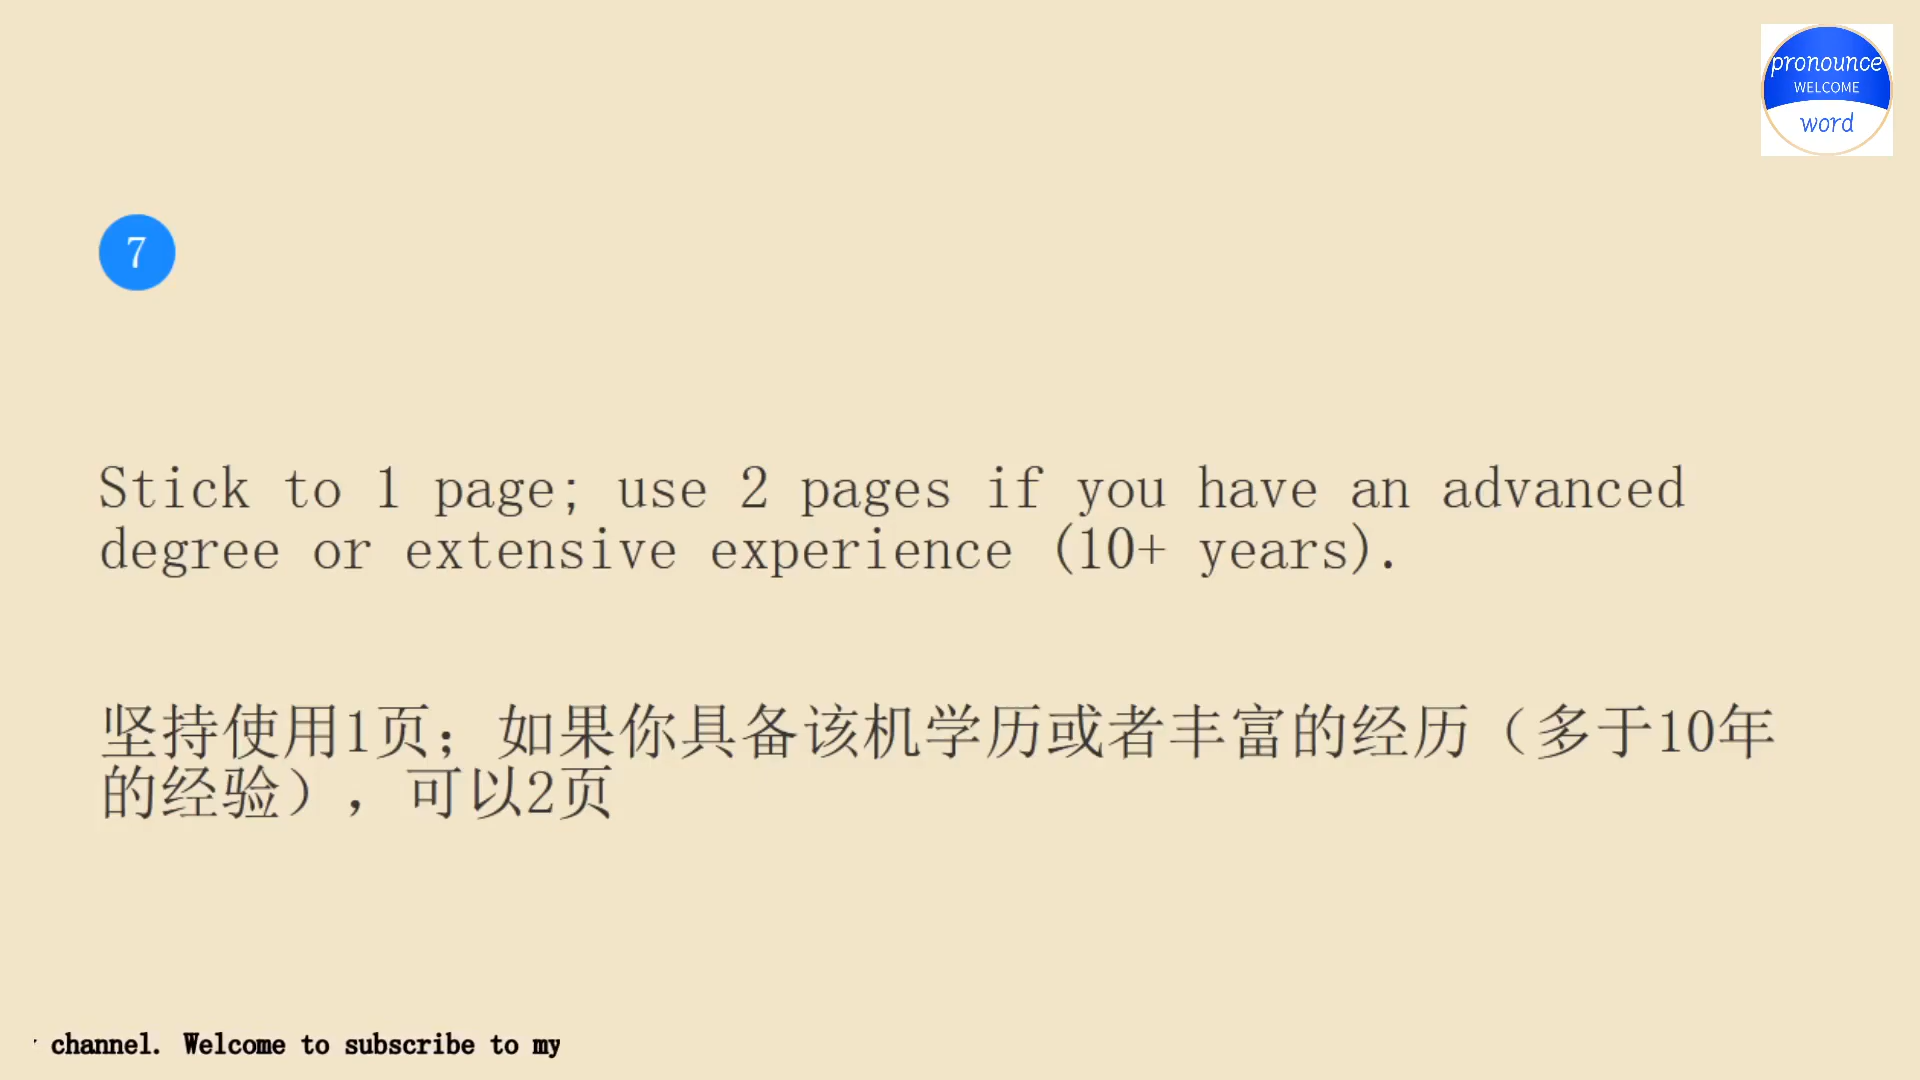 pronounce
WELCOME
word
7
Stick to 1 page; use 2 pages if you have an advanced
degree or extensive experience (10+ years).
坚持使用1页；如果你具备该机学历或者丰富的经历（多于10年
的经验），可以2页
channel. Welcome to subscribe to my